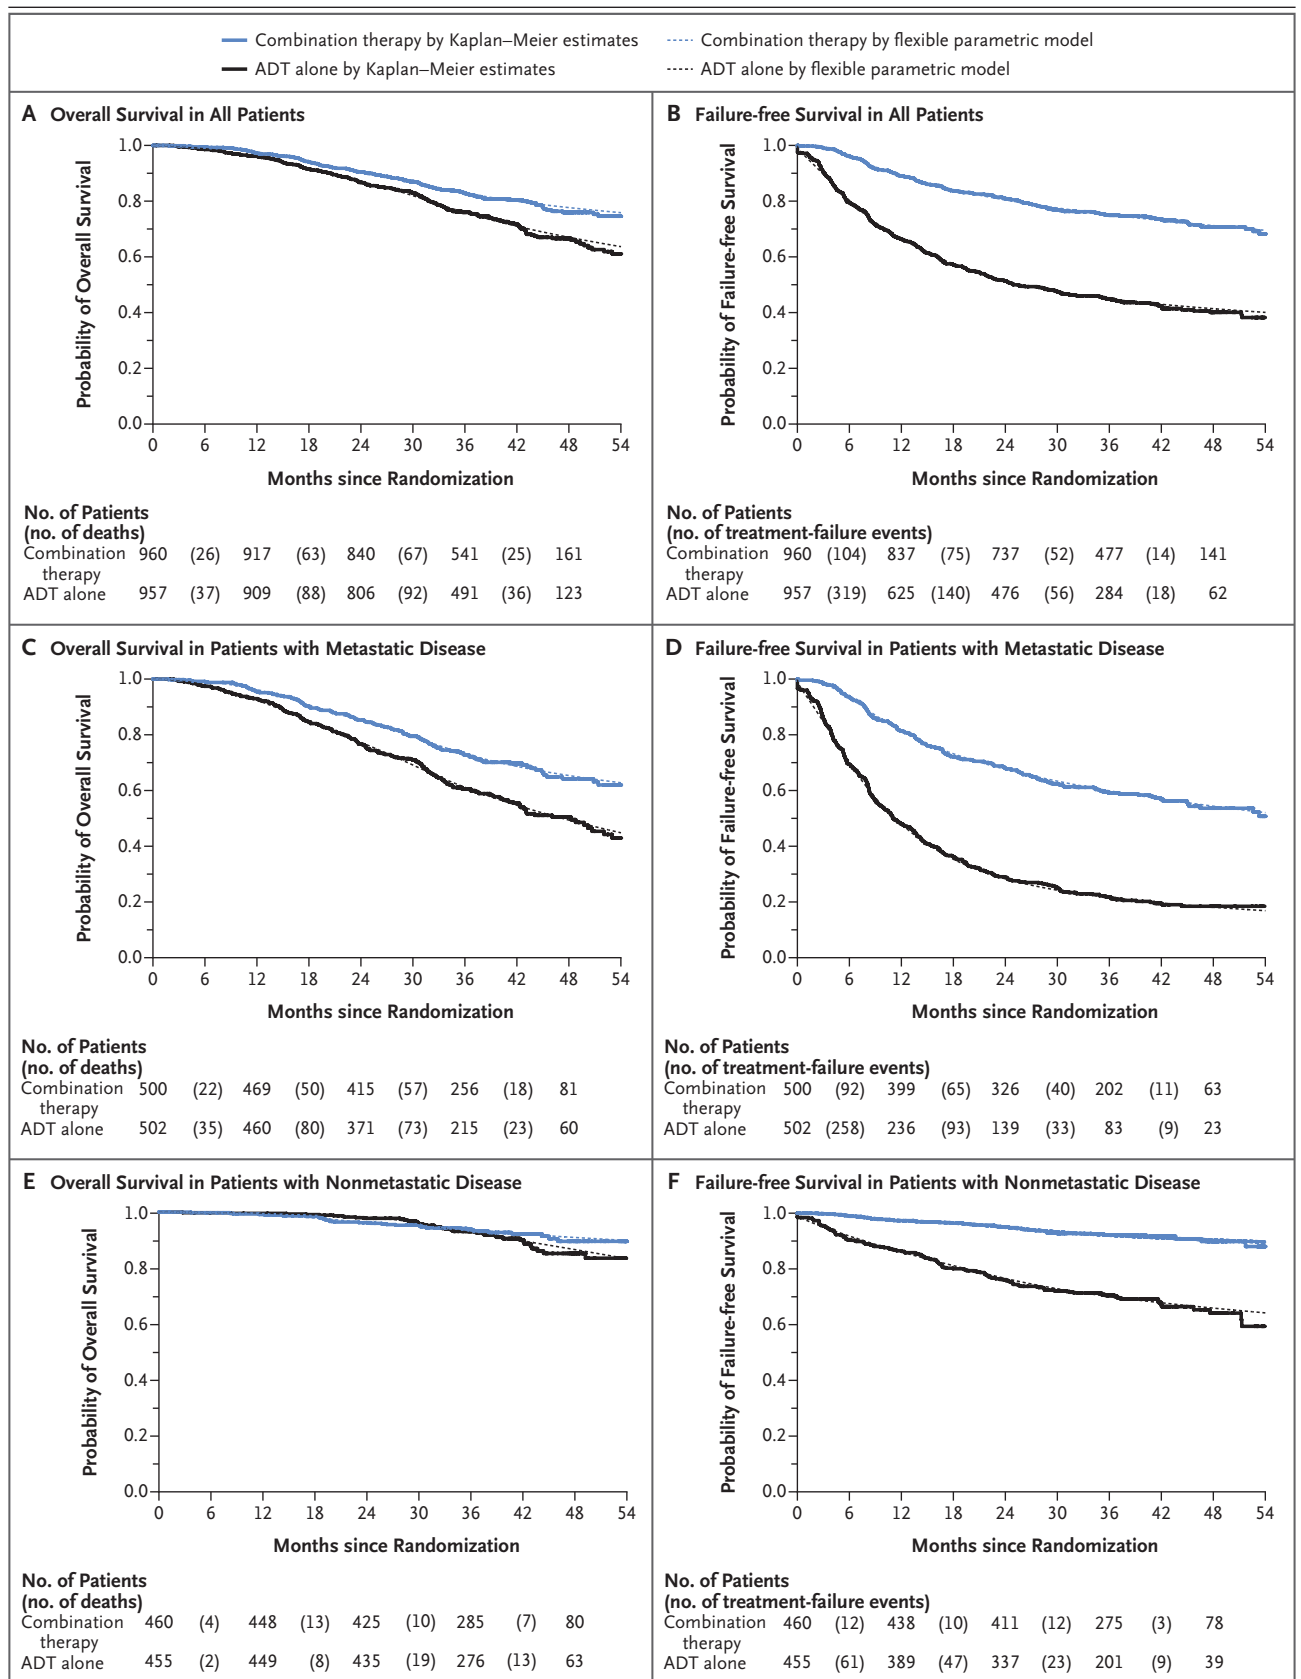 Combination therapy by Kaplan–Meier estimates
Combination therapy by flexible parametric model
ADT alone by Kaplan–Meier estimates
ADT alone by flexible parametric model
A Overall Survival in All Patients
Probability of Overall Survival
1.0
0.8
0.6
0.4
0.2
0.0
0 6 12 18 24 30 36 42 48 54
Months since Randomization
No. of Patients
(no. of deaths)
Combination 960 (26) 917 (63) 840 (67) 541 (25) 161
therapy
ADT alone 957 (37) 909 (88) 806 (92) 491 (36) 123
B Failure-free Survival in All Patients
Probability of Failure-free Survival
1.0
0.8
0.6
0.4
0.2
0.0
0 6 12 18 24 30 36 42 48 54
Months since Randomization
No. of Patients
(no. of treatment-failure events)
Combination 960 (104) 837 (75) 737 (52) 477 (14) 141
therapy
ADT alone 957 (319) 625 (140) 476 (56) 284 (18) 62
C Overall Survival in Patients with Metastatic Disease
Probability of Overall Survival
1.0
0.8
0.6
0.4
0.2
0.0
0 6 12 18 24 30 36 42 48 54
Months since Randomization
No. of Patients
(no. of deaths)
Combination 500 (22) 469 (50) 415 (57) 256 (18) 81
therapy
ADT alone 502 (35) 460 (80) 371 (73) 215 (23) 60
D Failure-free Survival in Patients with Metastatic Disease
Probability of Failure-free Survival
1.0
0.8
0.6
0.4
0.2
0.0
0 6 12 18 24 30 36 42 48 54
Months since Randomization
No. of Patients
(no. of treatment-failure events)
Combination 500 (92) 399 (65) 326 (40) 202 (11) 63
therapy
ADT alone 502 (258) 236 (93) 139 (33) 83 (9) 23
E Overall Survival in Patients with Nonmetastatic Disease
Probability of Overall Survival
1.0
0.8
0.6
0.4
0.2
0.0
0 6 12 18 24 30 36 42 48 54
Months since Randomization
No. of Patients
(no. of deaths)
Combination 460 (4) 448 (13) 425 (10) 285 (7) 80
therapy
ADT alone 455 (2) 449 (8) 435 (19) 276 (13) 63
F Failure-free Survival in Patients with Nonmetastatic Disease
Probability of Failure-free Survival
1.0
0.8
0.6
0.4
0.2
0.0
0 6 12 18 24 30 36 42 48 54
Months since Randomization
No. of Patients
(no. of treatment-failure events)
Combination 460 (12) 438 (10) 411 (12) 275 (3) 78
therapy
ADT alone 455 (61) 389 (47) 337 (23) 201 (9) 39